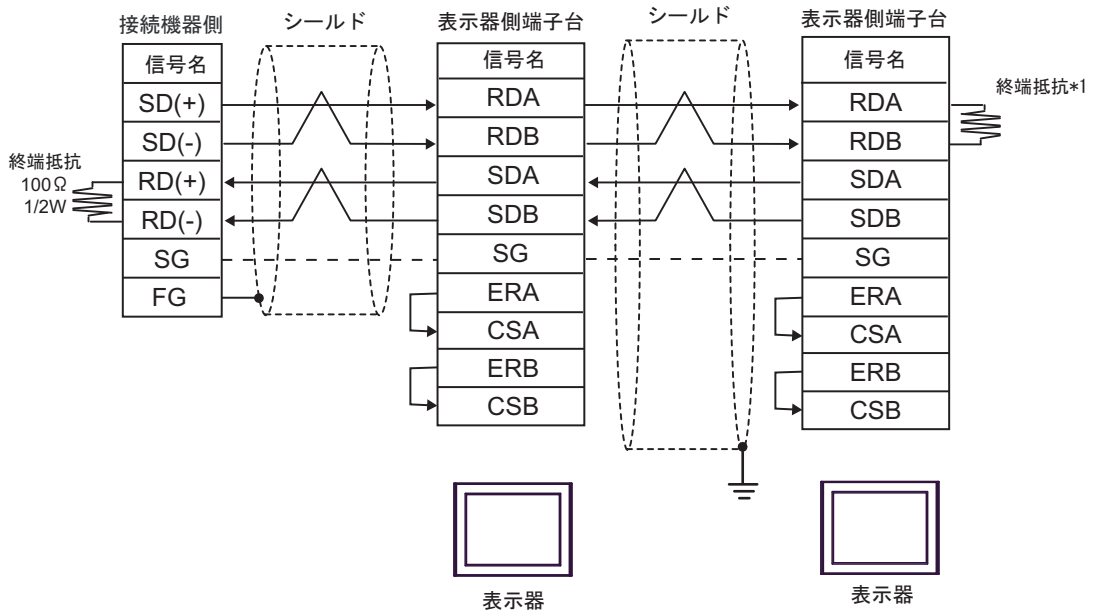 接続機器側
シールド
表示器側端子台
シールド
表示器側端子台
信号名
SD(+)
SD(-)
RD(+)
RD(-)
SG
FG
終端抵抗
100Ω
1/2W
信号名
RDA
RDB
SDA
SDB
SG
ERA
CSA
ERB
CSB
信号名
RDA
RDB
SDA
SDB
SG
ERA
CSA
ERB
CSB
終端抵抗*1
表示器
表示器